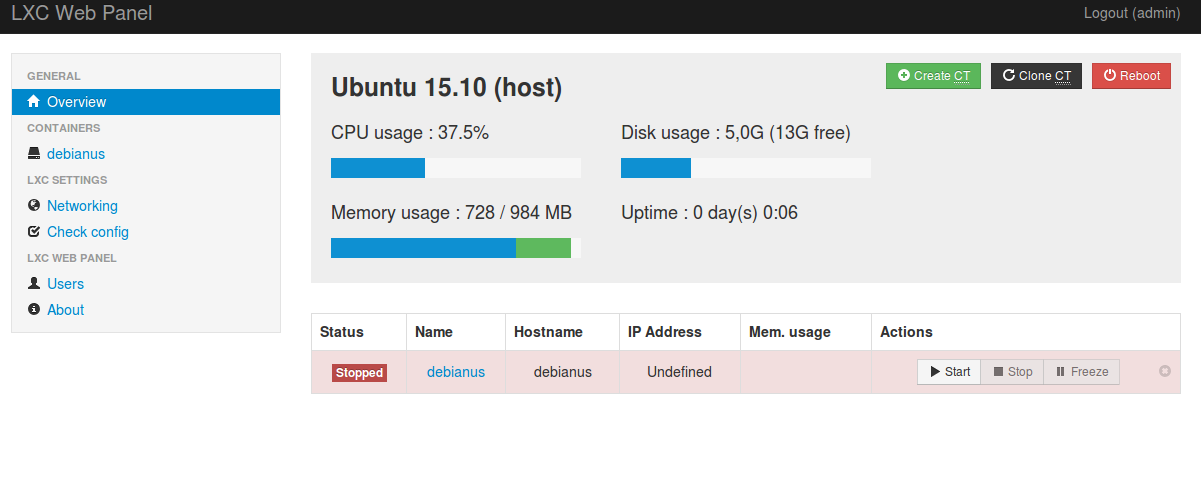 LXC Web Panel
Logout (admin)
GENERAL
Overview
CONTAINERS
debianus
LXC SETTINGS
Networking
Check config
LXC WEB PANEL
Users
About
Ubuntu 15.10 (host)
Create CT
Clone CT
Reboot
CPU usage : 37.5%
Disk usage : 5,0G (13G free)
Memory usage : 728 / 984 MB
Uptime : 0 day(s) 0:06
Status Name Hostname IP Address Mem. usage Actions
Stopped debianus debianus Undefined Start Stop Freeze